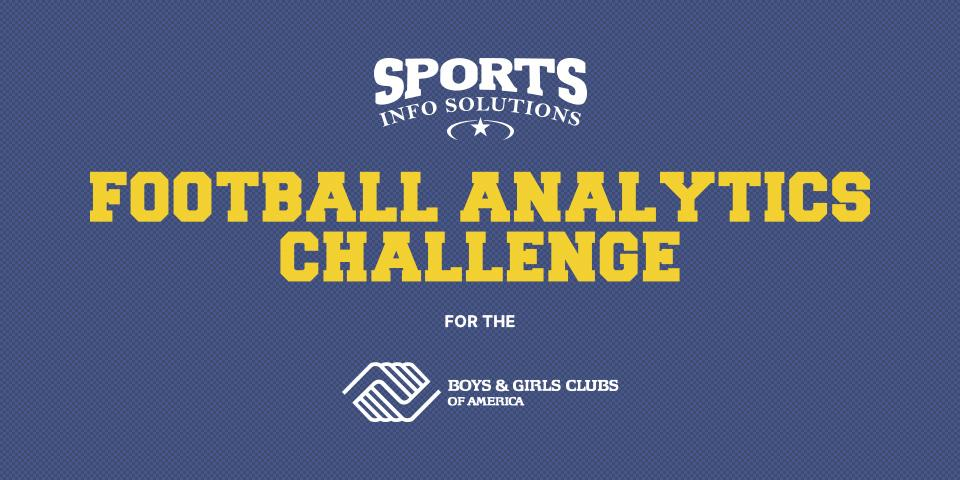 SPORTS
INFO SOLUTIONS
FOOTBALL ANALYTICS
CHALLENGE
FOR THE
BOYS & GIRLS CLUBS
OF AMERICA